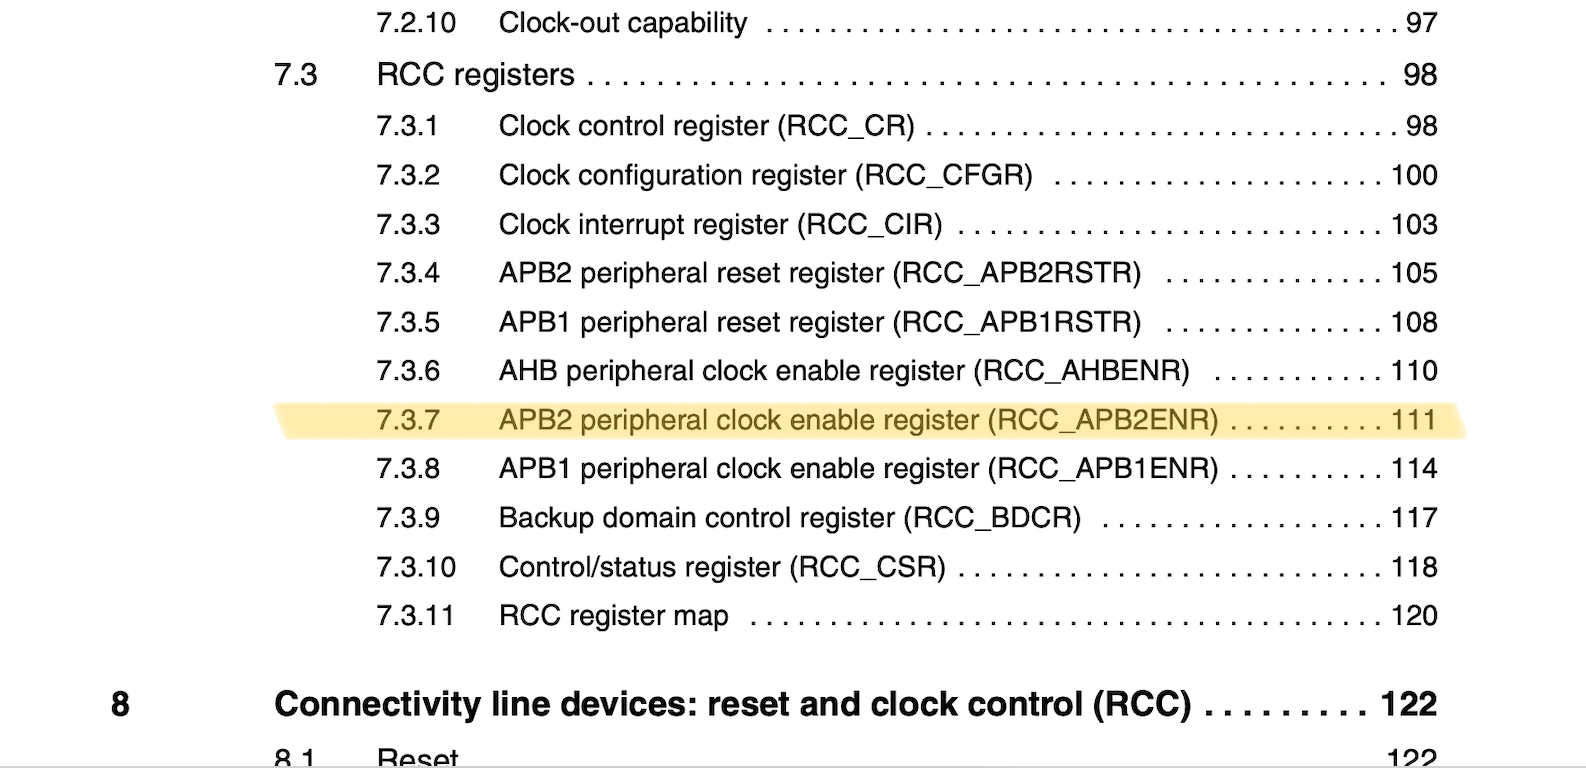 7.2.10 Clock-out capability . . . . . . . . . . . . . . . . . . . . . . . . . . . . . . . . . . . . . . . . 97
7.3 RCC registers . . . . . . . . . . . . . . . . . . . . . . . . . . . . . . . . . . . . . . . . . . . . . 98
7.3.1 Clock control register (RCC_CR) . . . . . . . . . . . . . . . . . . . . . . . . . . . . . . 98
7.3.2 Clock configuration register (RCC_CFGR) . . . . . . . . . . . . . . . . . . . . . 100
7.3.3 Clock interrupt register (RCC_CIR) . . . . . . . . . . . . . . . . . . . . . . . . . . . 103
7.3.4 APB2 peripheral reset register (RCC_APB2RSTR) . . . . . . . . . . . . . . 105
7.3.5 APB1 peripheral reset register (RCC_APB1RSTR) . . . . . . . . . . . . . . 108
7.3.6 AHB peripheral clock enable register (RCC_AHBENR) . . . . . . . . . . . 110
7.3.7 APB2 peripheral clock enable register (RCC_APB2ENR) . . . . . . . . . . 111
7.3.8 APB1 peripheral clock enable register (RCC_APB1ENR) . . . . . . . . . . 114
7.3.9 Backup domain control register (RCC_BDCR) . . . . . . . . . . . . . . . . . . 117
7.3.10 Control/status register (RCC_CSR) . . . . . . . . . . . . . . . . . . . . . . . . . . . 118
7.3.11 RCC register map . . . . . . . . . . . . . . . . . . . . . . . . . . . . . . . . . . . . . . . . 120
8 Connectivity line devices: reset and clock control (RCC) . . . . . . . . . 122
8.1 Reset 122